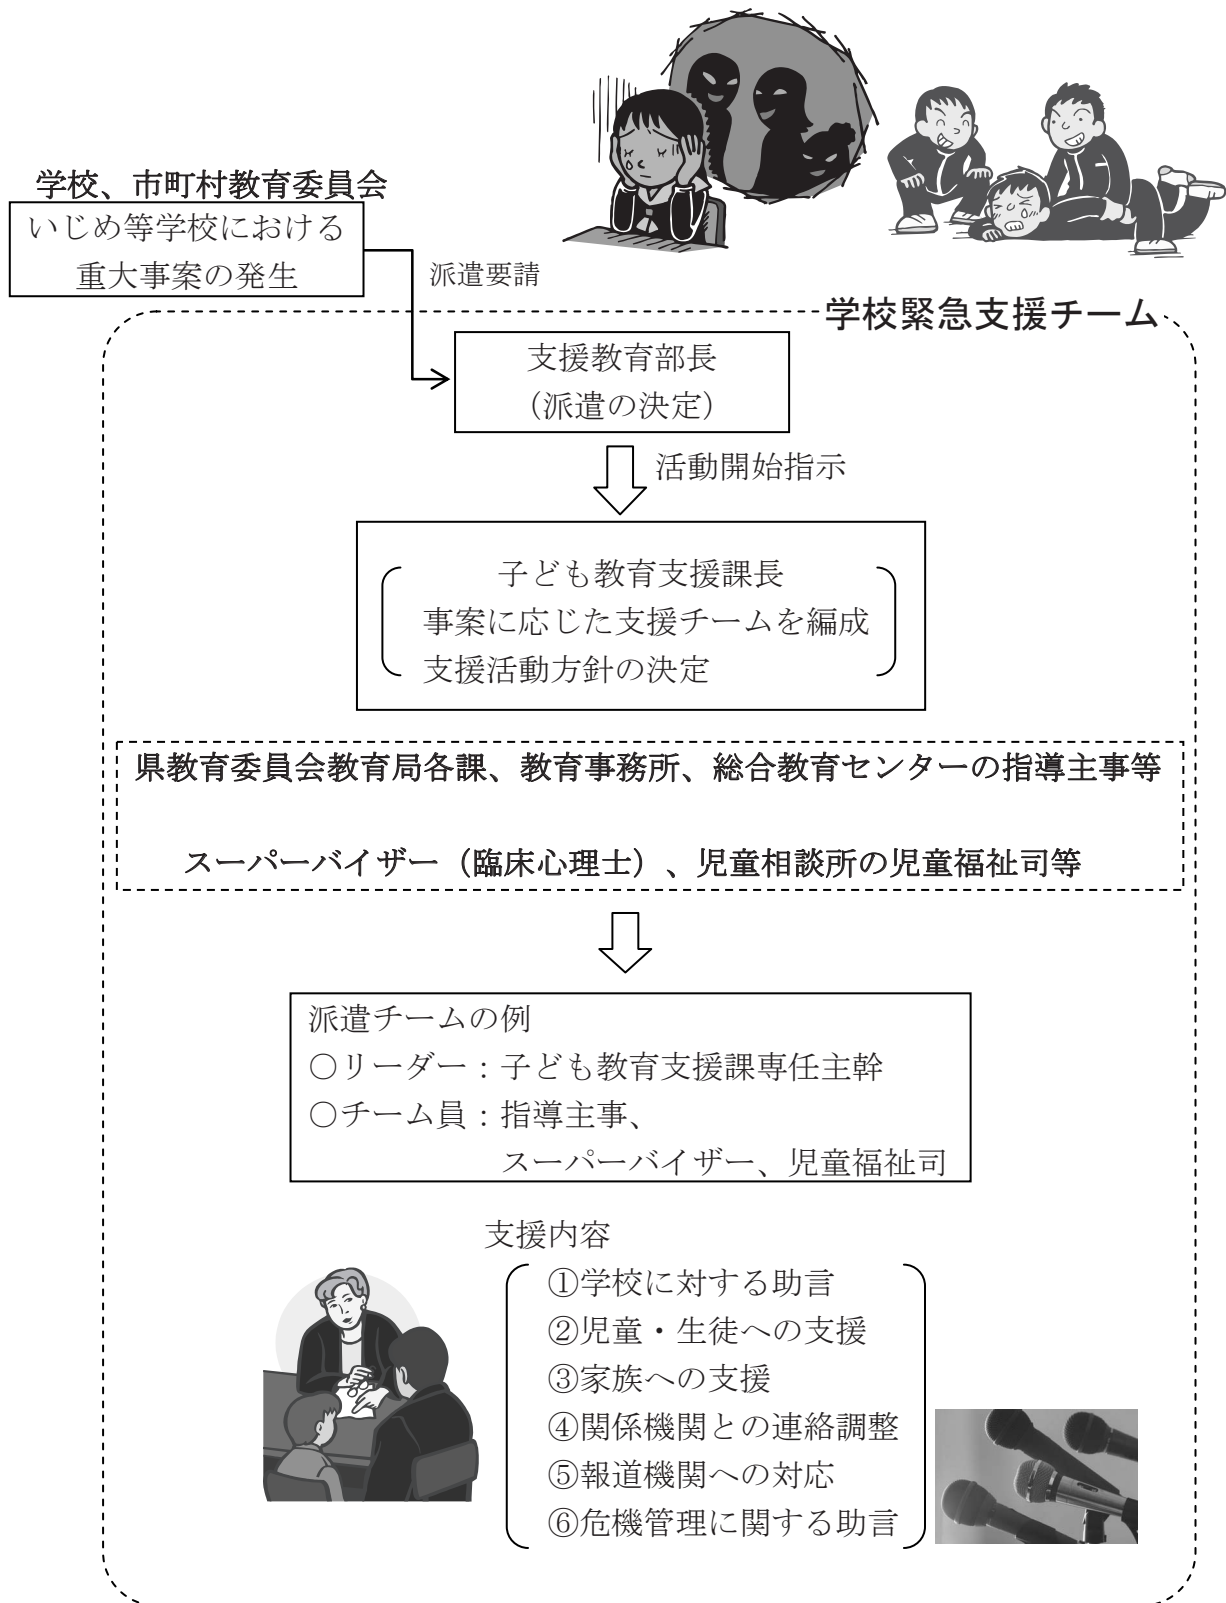 学校、市町村教育委員会
いじめ等学校における
重大事案の発生
派遣要請
学校緊急支援チーム
支援教育部長
（派遣の決定）
活動開始指示
子ども教育支援課長
事案に応じた支援チームを編成
支援活動方針の決定
県教育委員会教育局各課、教育事務所、総合教育センターの指導主事等
スーパーバイザー（臨床心理士）、児童相談所の児童福祉司等
派遣チームの例
○リーダー：子ども教育支援課専任主幹
○チーム員：指導主事、
スーパーバイザー、児童福祉司
支援内容
①学校に対する助言
②児童・生徒への支援
③家族への支援
④関係機関との連絡調整
⑤報道機関への対応
⑥危機管理に関する助言